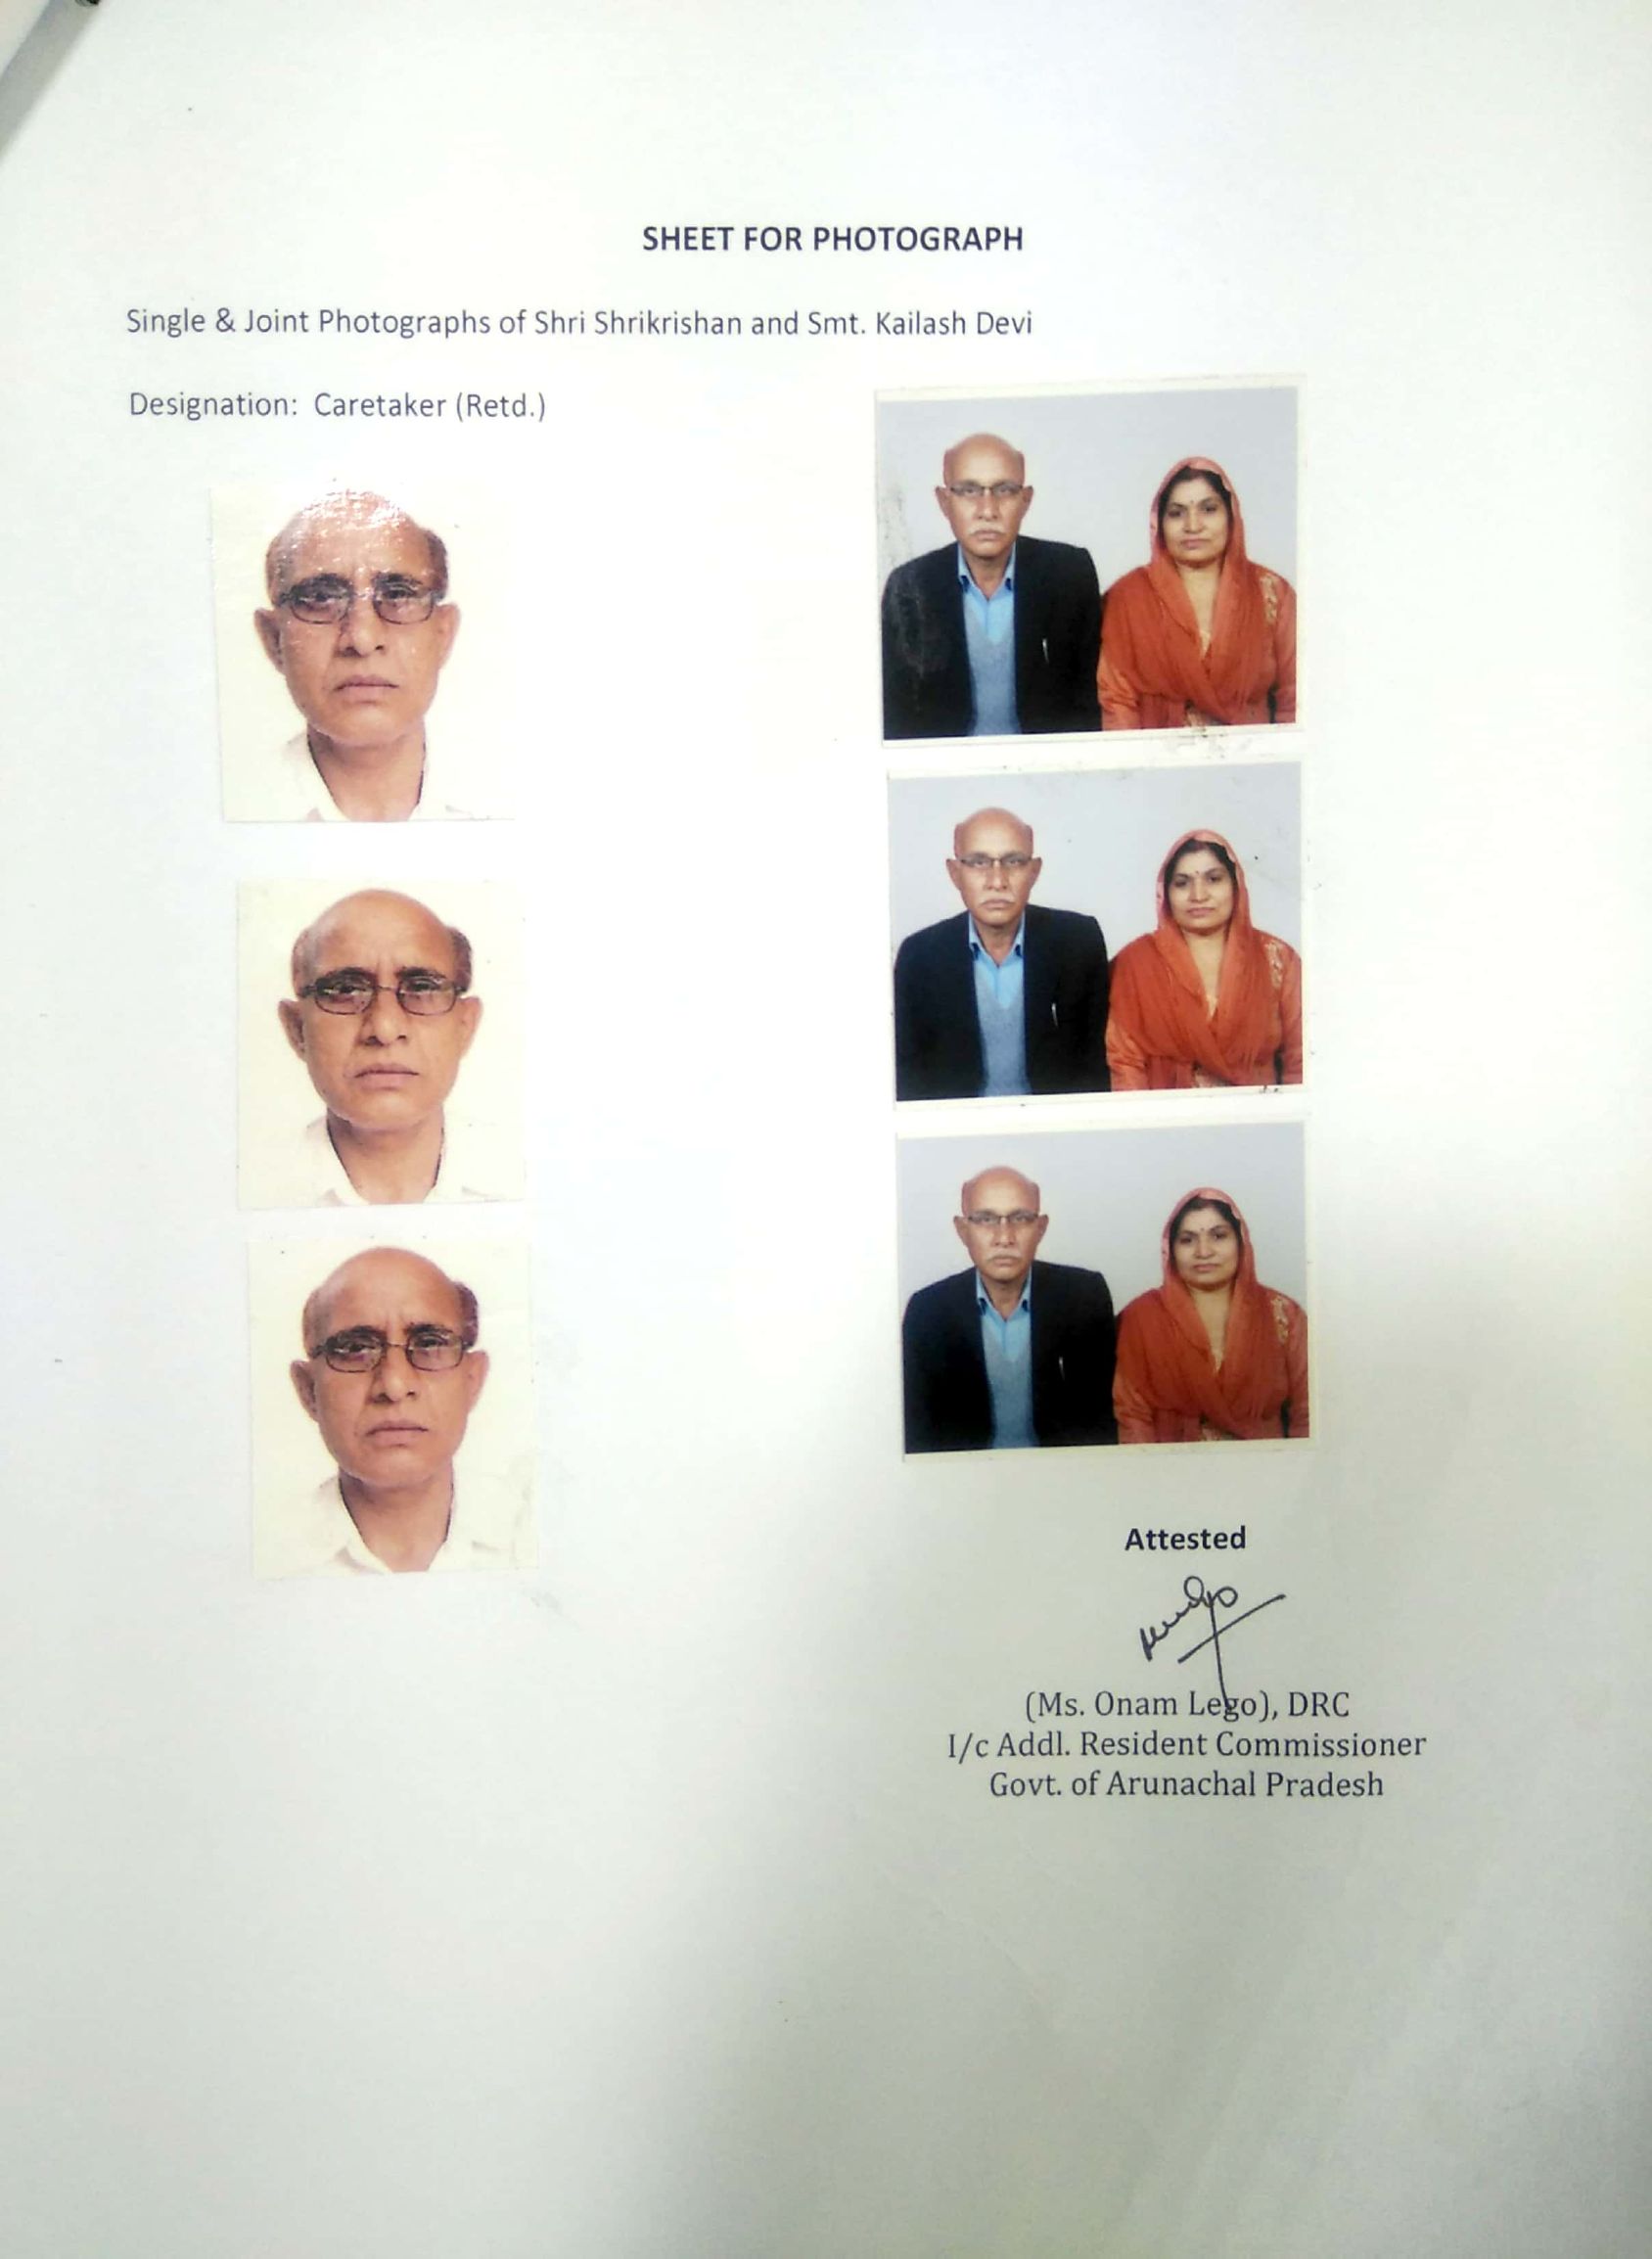 SHEET FOR PHOTOGRAPH
Single & Joint Photographs of Shri Shrikrishan and Smt. Kailash Devi
Designation: Caretaker (Retd.)
Attested
(Ms. Onam Lego), DRC
I/c Addl. Resident Commissioner
Govt. of Arunachal Pradesh